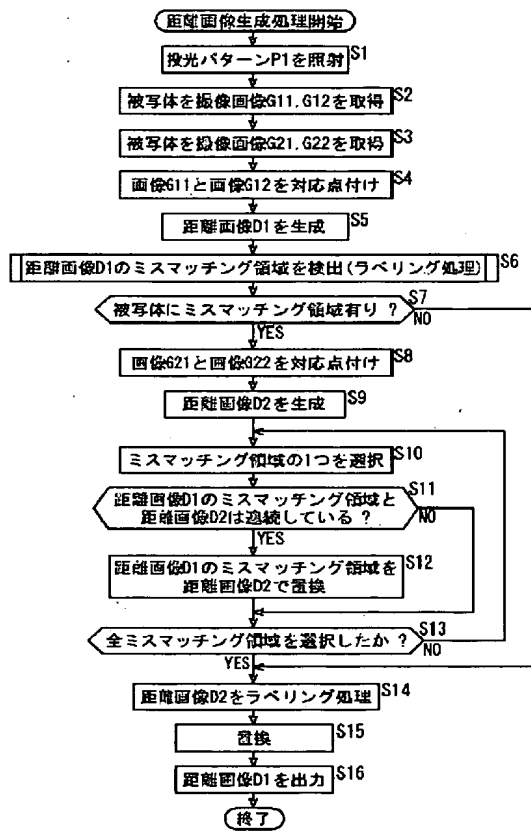 距離画像生成処理開始
投光パターンP1を照射 S1
被写体を撮像画像G11,G12を取得 S2
被写体を撮像画像G21,G22を取得 S3
画像G11と画像G12を対応点付け S4
距離画像D1を生成 S5
距離画像D1のミスマッチング領域を検出(ラベリング処理) S6
被写体にミスマッチング領域有り ? S7
NO
YES
画像G21と画像G22を対応点付け S8
距離画像D2を生成 S9
ミスマッチング領域の1つを選択 S10
距離画像D1のミスマッチング領域と S11
距離画像D2は連続している ?
NO
YES
距離画像D1のミスマッチング領域を S12
距離画像D2で置換
全ミスマッチング領域を選択したか ? S13
NO
YES
距離画像D2をラベリング処理 S14
置換 S15
距離画像D1を出力 S16
終了